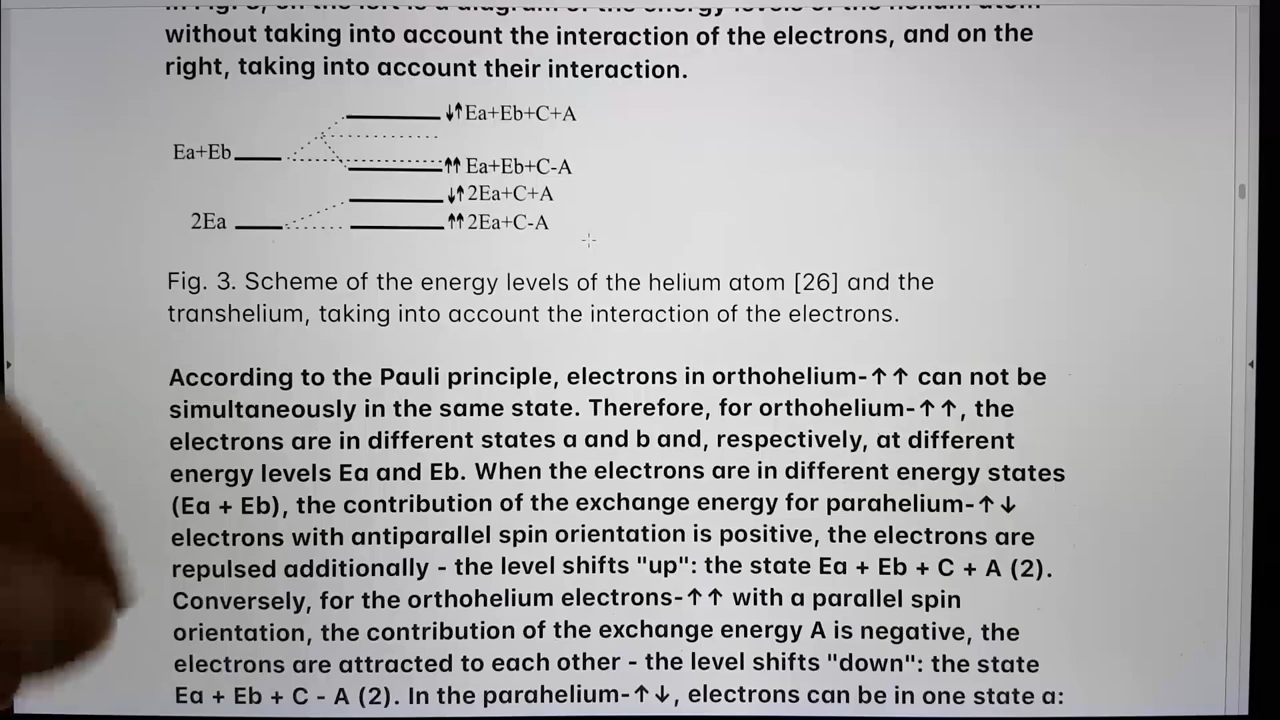 without taking into account the interaction of the electrons, and on the
right, taking into account their interaction.
↓↑Ea+Eb+C+A
Ea+Eb
↑↑ Ea+Eb+C-A
↓↑2Ea+C+A
2Ea
↑↑2Ea+C-A
Fig. 3. Scheme of the energy levels of the helium atom [26] and the
transhelium, taking into account the interaction of the electrons.
According to the Pauli principle, electrons in orthohelium-↑↑ can not be
simultaneously in the same state. Therefore, for orthohelium-↑↑, the
electrons are in different states a and b and, respectively, at different
energy levels Ea and Eb. When the electrons are in different energy states
(Ea + Eb), the contribution of the exchange energy for parahelium-↑↓
electrons with antiparallel spin orientation is positive, the electrons are
repulsed additionally - the level shifts "up": the state Ea + Eb + C + A (2).
Conversely, for the orthohelium electrons-↑↑ with a parallel spin
orientation, the contribution of the exchange energy A is negative, the
electrons are attracted to each other - the level shifts "down": the state
Ea + Eb + C - A (2). In the parahelium-↑↓, electrons can be in one state a: